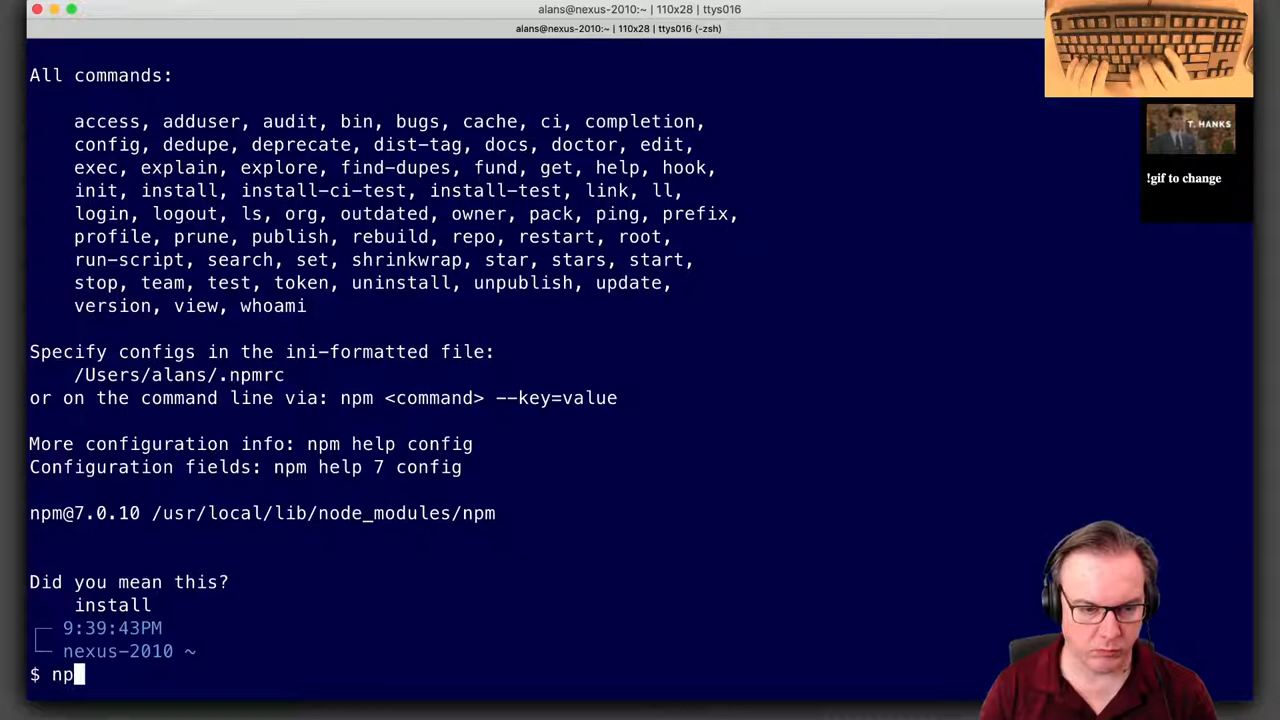 alans@nexus-2010:~ | 110x28 | ttys016
alans@nexus-2010:~ | 110x28 | ttys016 (-zsh)
All commands:
access, adduser, audit, bin, bugs, cache, ci, completion,
config, dedupe, deprecate, dist-tag, docs, doctor, edit,
exec, explain, explore, find-dupes, fund, get, help, hook,
init, install, install-ci-test, install-test, link, ll,
login, logout, ls, org, outdated, owner, pack, ping, prefix,
profile, prune, publish, rebuild, repo, restart, root,
run-script, search, set, shrinkwrap, star, stars, start,
stop, team, test, token, uninstall, unpublish, update,
version, view, whoami
Specify configs in the ini-formatted file:
/Users/alans/.npmrc
or on the command line via: npm <command> --key=value
More configuration info: npm help config
Configuration fields: npm help 7 config
npm@7.0.10 /usr/local/lib/node_modules/npm
Did you mean this?
install
9:39:43PM
nexus-2010 ~
$ np
T. HANKS
!gif to change